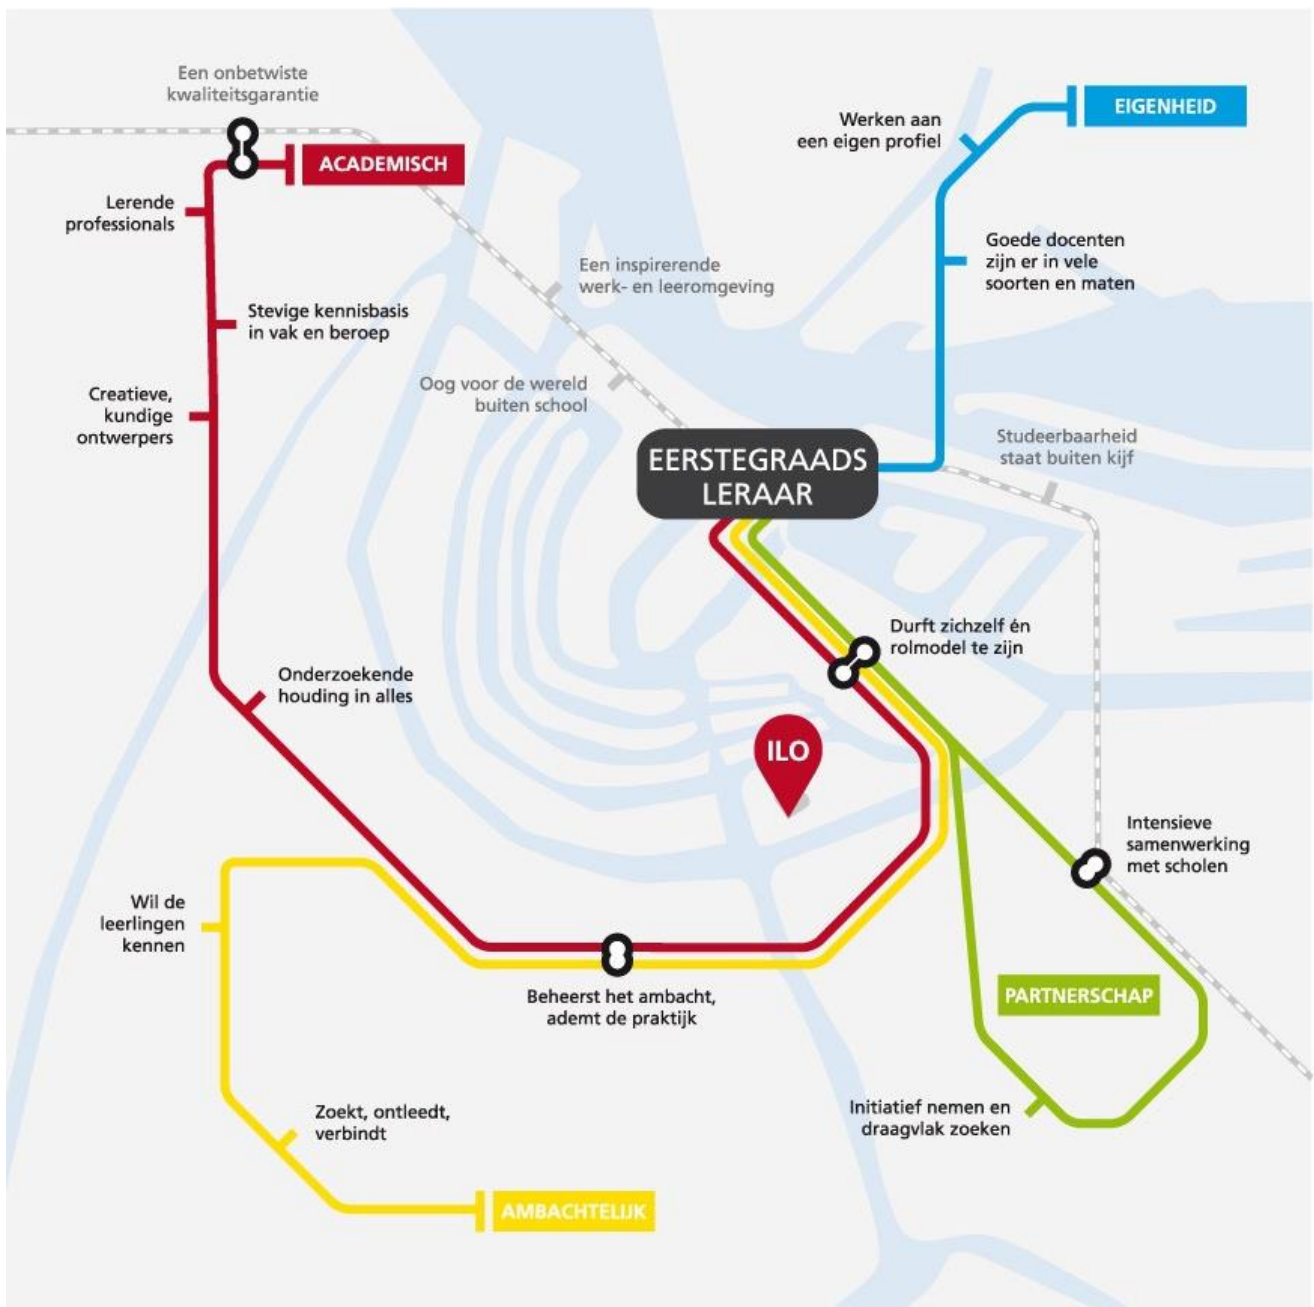 Een onbetwiste
kwaliteitsgarantie
EIGENHEID
Werken aan
een eigen profiel
ACADEMISCH
Lerende
professionals
Goede docenten
zijn er in vele
soorten en maten
Een inspirerende
werk- en leeromgeving
Stevige kennisbasis
in vak en beroep
Oog voor de wereld
buiten school
Creatieve,
kundige
ontwerpers
Studeerbaarheid
staat buiten kijf
EERSTEGRAADS
LERAAR
Durft zichzelf én
rolmodel te zijn
Onderzoekende
houding in alles
ILO
Intensieve
samenwerking
met scholen
Wil de
leerlingen
kennen
PARTNERSCHAP
Beheerst het ambacht,
ademt de praktijk
Initiatief nemen en
draagvlak zoeken
Zoekt, ontleedt,
verbindt
AMBACHTELIJK